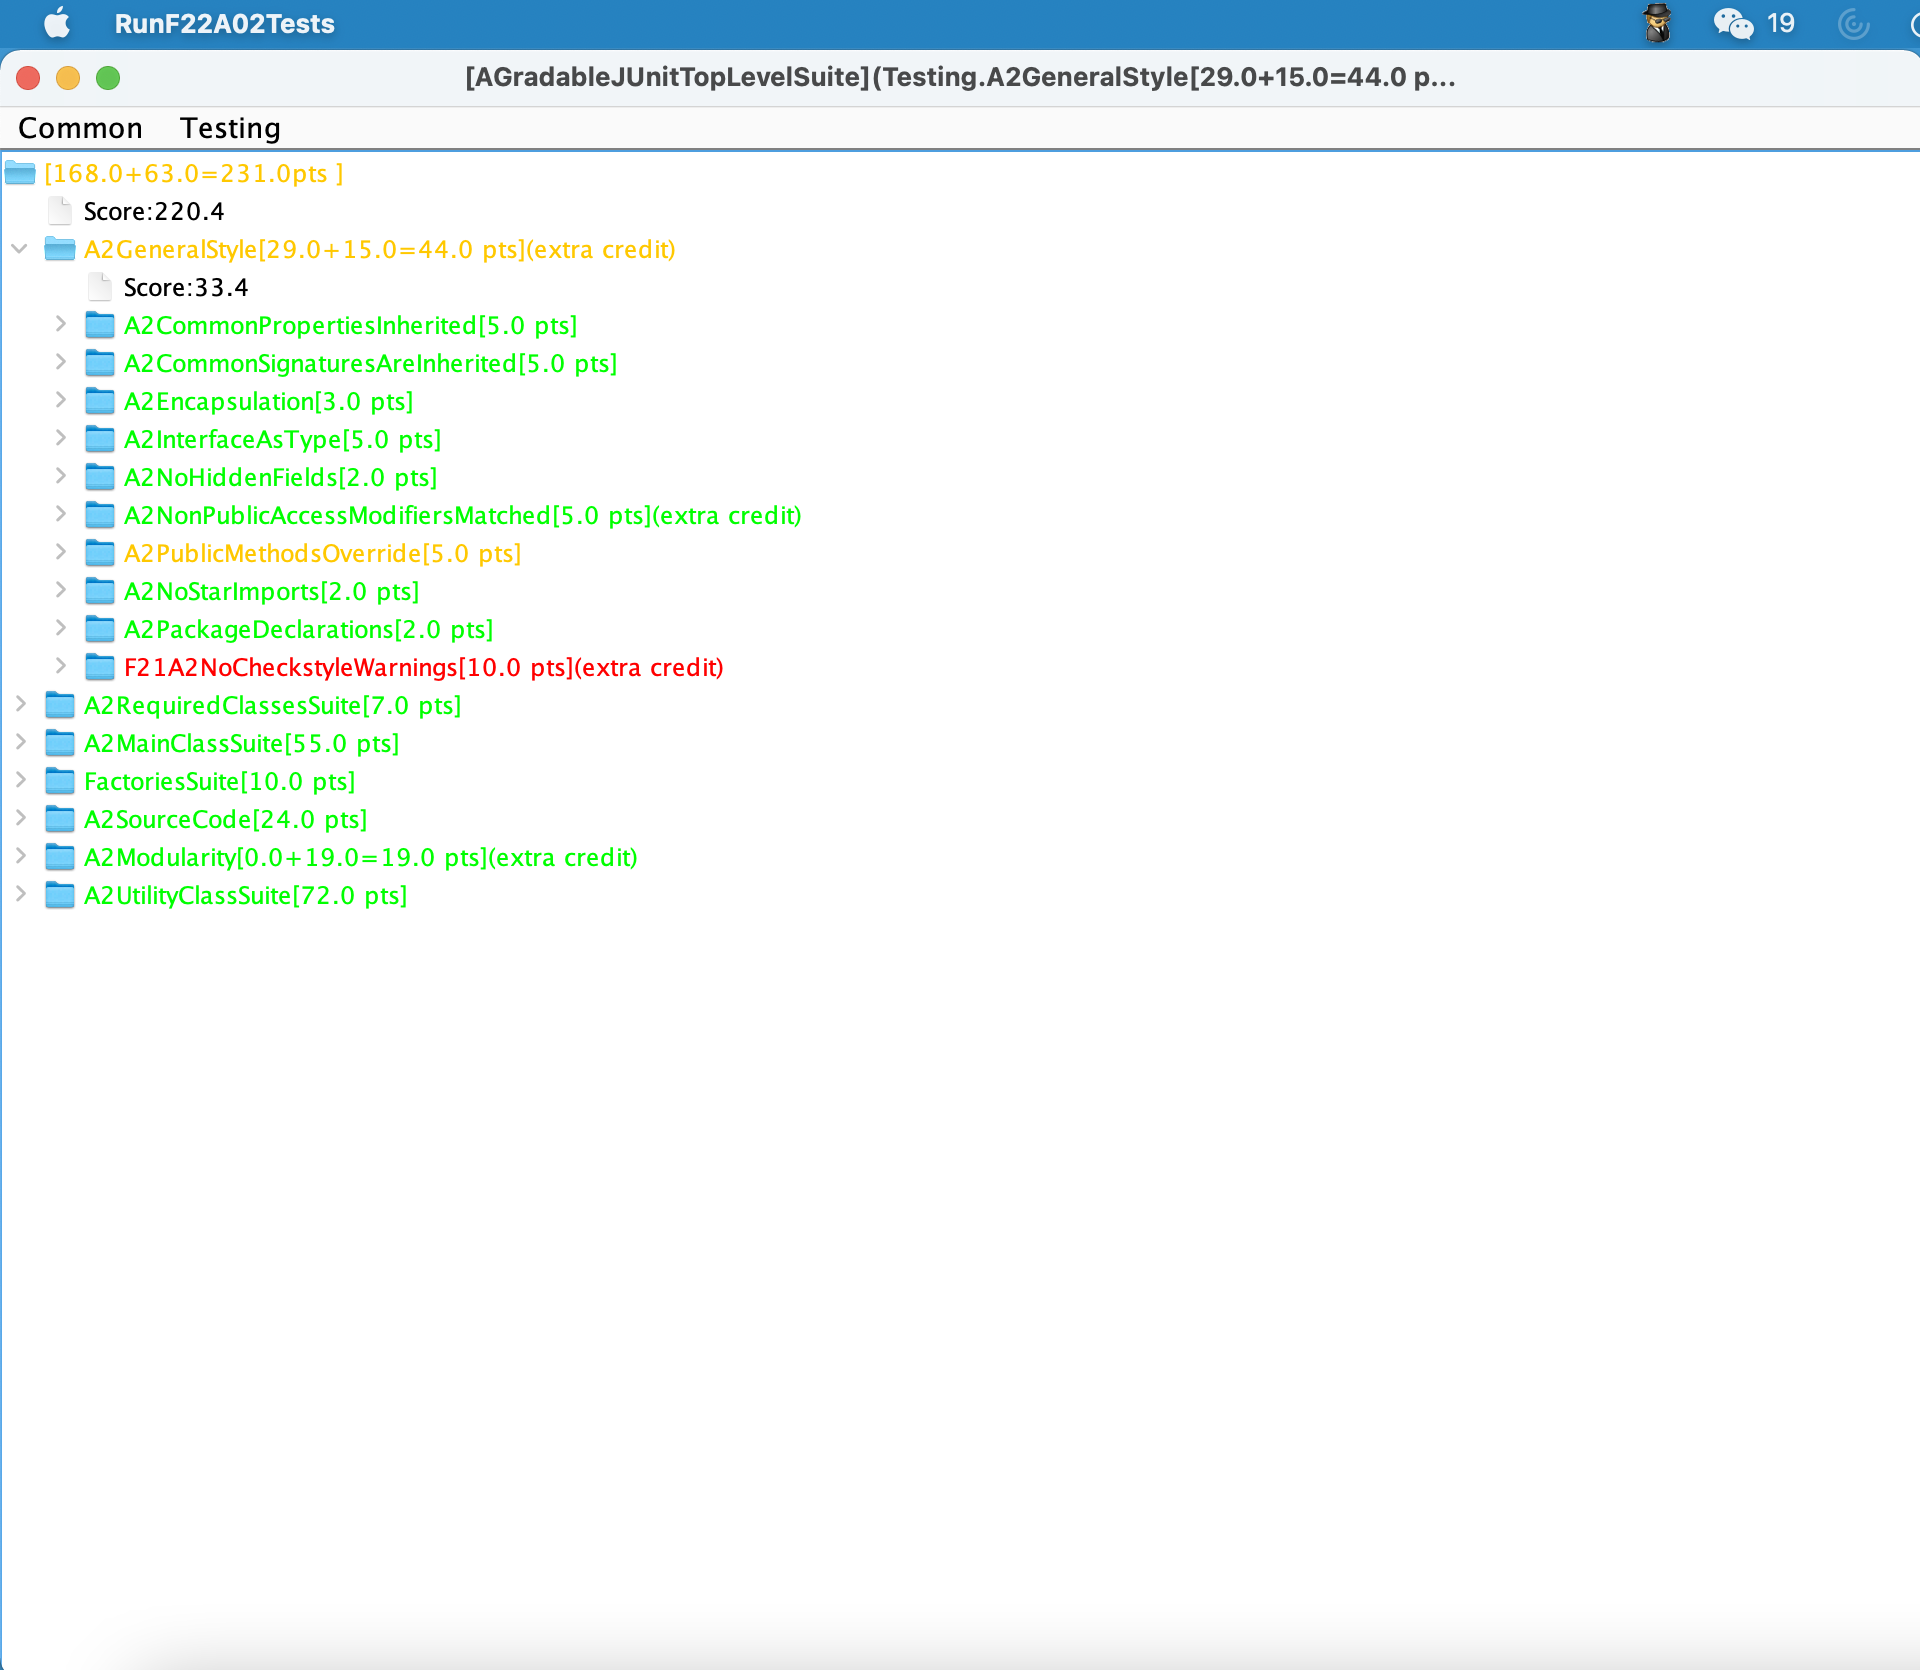 RunF22A02Tests
19
[AGradableJUnitTopLevelSuite](Testing.A2GeneralStyle[29.0+15.0=44.0 p...
Common Testing
[168.0+63.0=231.0pts ]
Score:220.4
A2GeneralStyle[29.0+15.0=44.0 pts](extra credit)
Score:33.4
A2CommonPropertiesInherited[5.0 pts]
A2CommonSignaturesAreInherited[5.0 pts]
A2Encapsulation[3.0 pts]
A2InterfaceAsType[5.0 pts]
A2NoHiddenFields[2.0 pts]
A2NonPublicAccessModifiersMatched[5.0 pts](extra credit)
A2PublicMethodsOverride[5.0 pts]
A2NoStarImports[2.0 pts]
A2PackageDeclarations[2.0 pts]
F21A2NoCheckstyleWarnings[10.0 pts](extra credit)
A2RequiredClassesSuite[7.0 pts]
A2MainClassSuite[55.0 pts]
FactoriesSuite[10.0 pts]
A2SourceCode[24.0 pts]
A2Modularity[0.0+19.0=19.0 pts](extra credit)
A2UtilityClassSuite[72.0 pts]